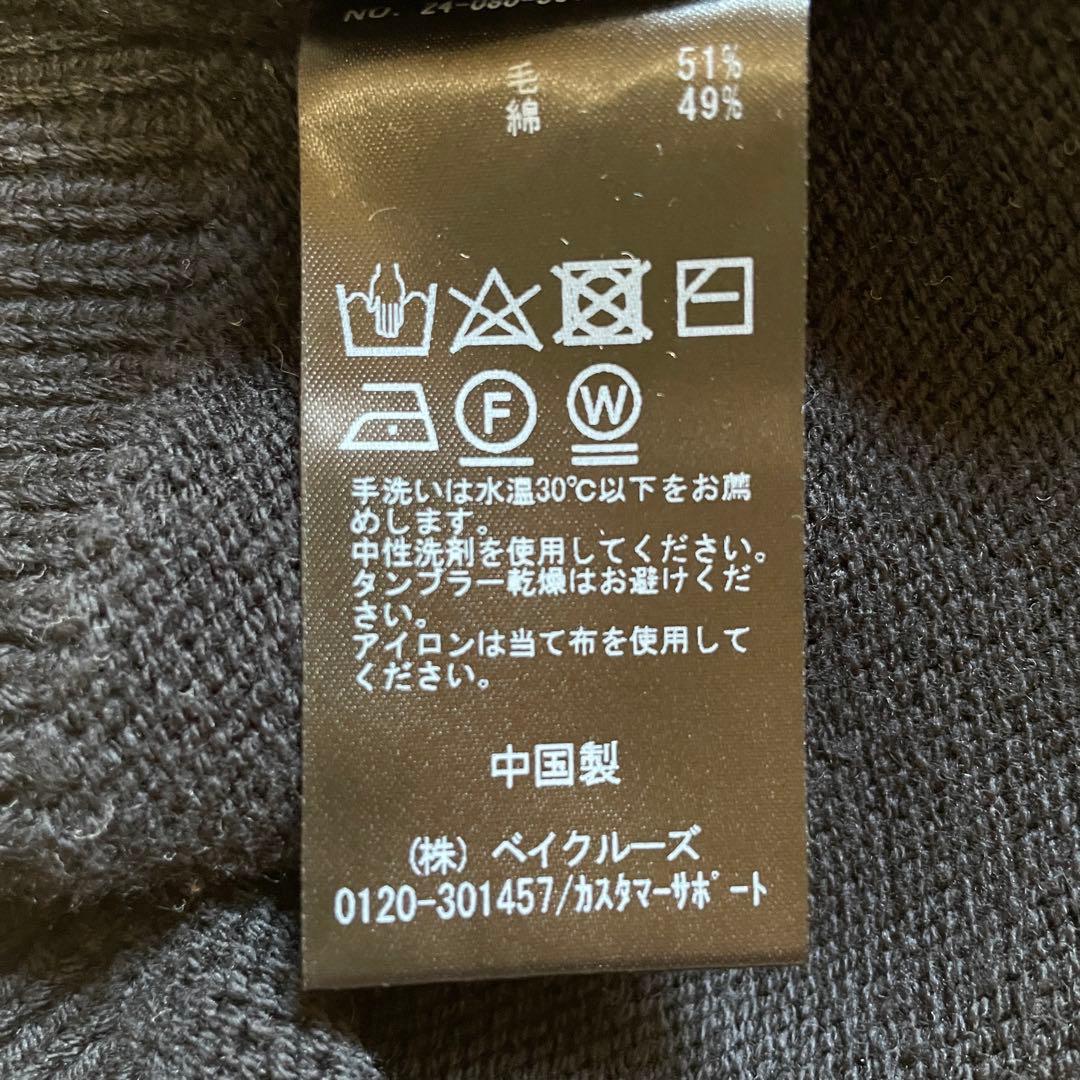 毛 51%
綿 49%
F W
手洗いは水温30℃以下をお薦
めします。
中性洗剤を使用してください。
タンブラー乾燥はお避けくだ
さい。
アイロンは当て布を使用して
ください。
中国製
(株) ベイクルーズ
0120-301457/ｶｽﾀﾏｰｻﾎﾟｰﾄ